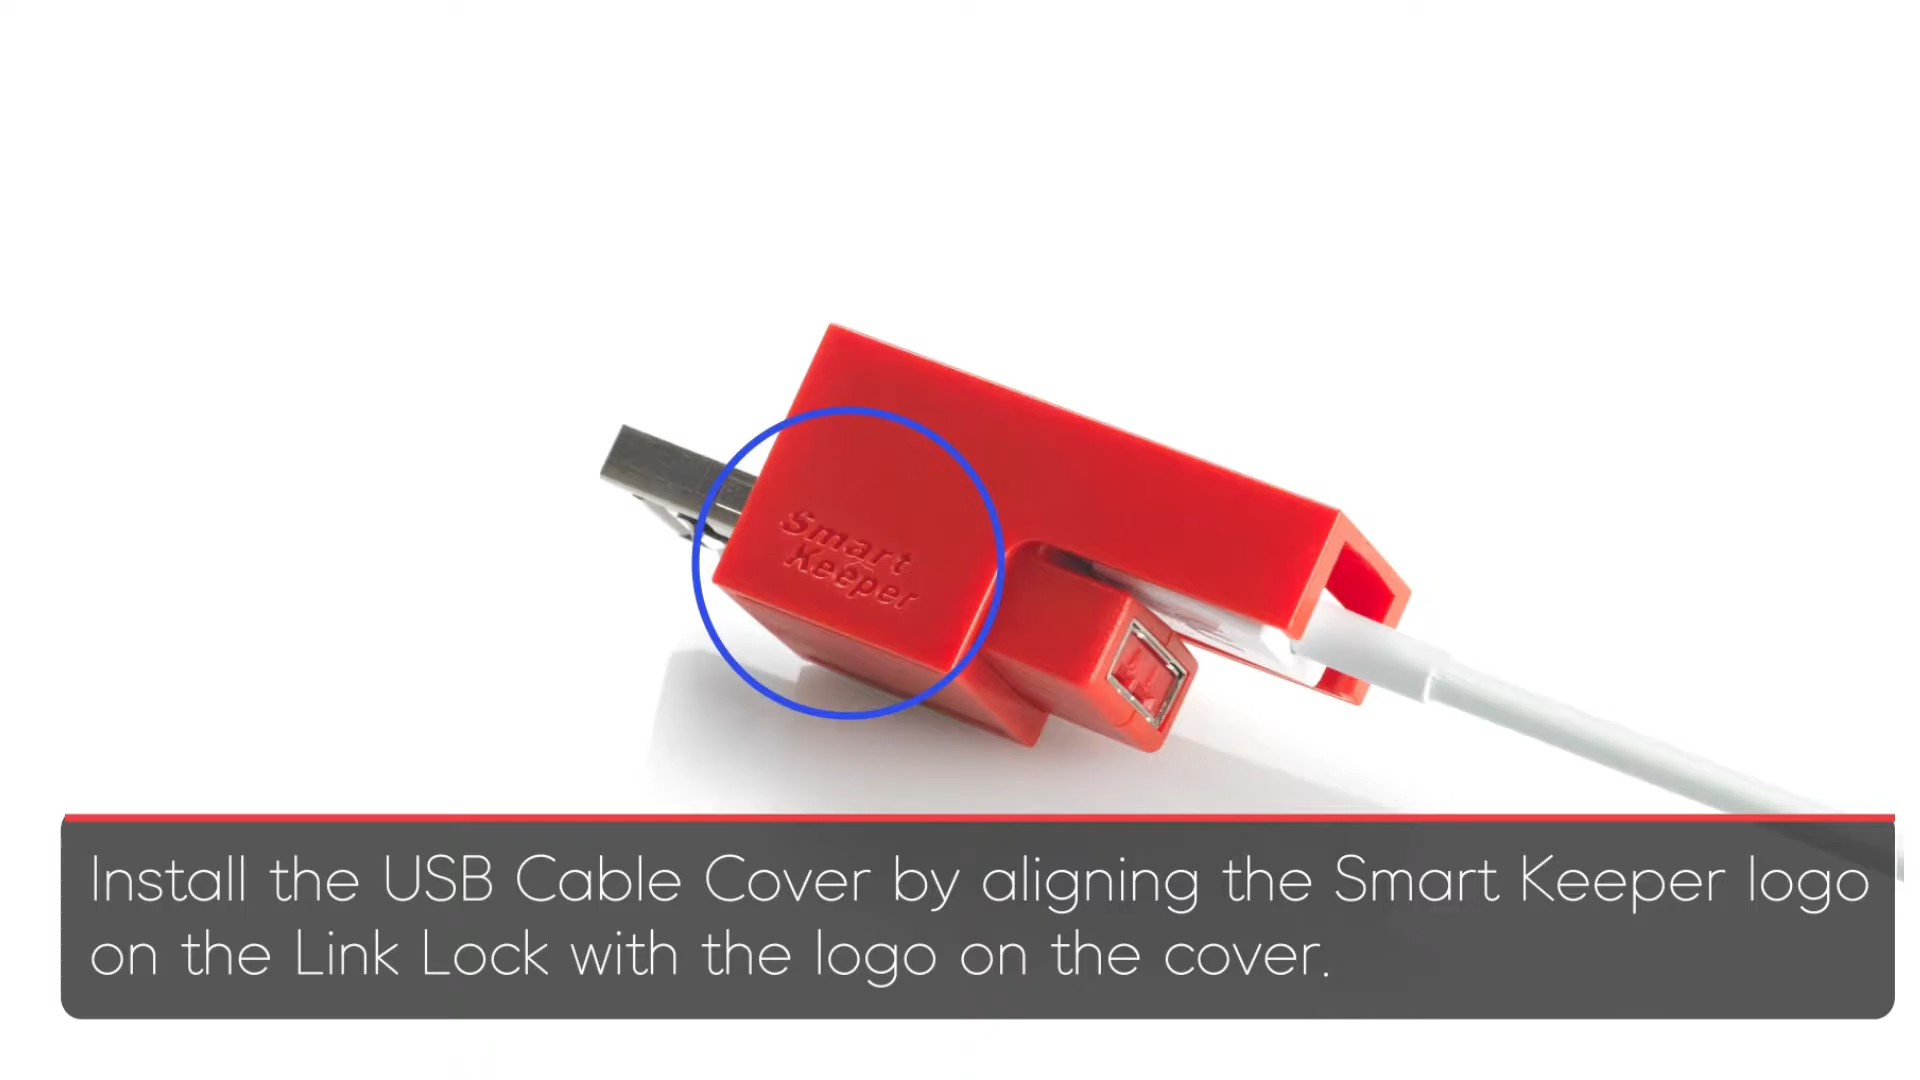 Smart
Keeper
Install the USB Cable Cover by aligning the Smart Keeper logo
on the Link Lock with the logo on the cover.